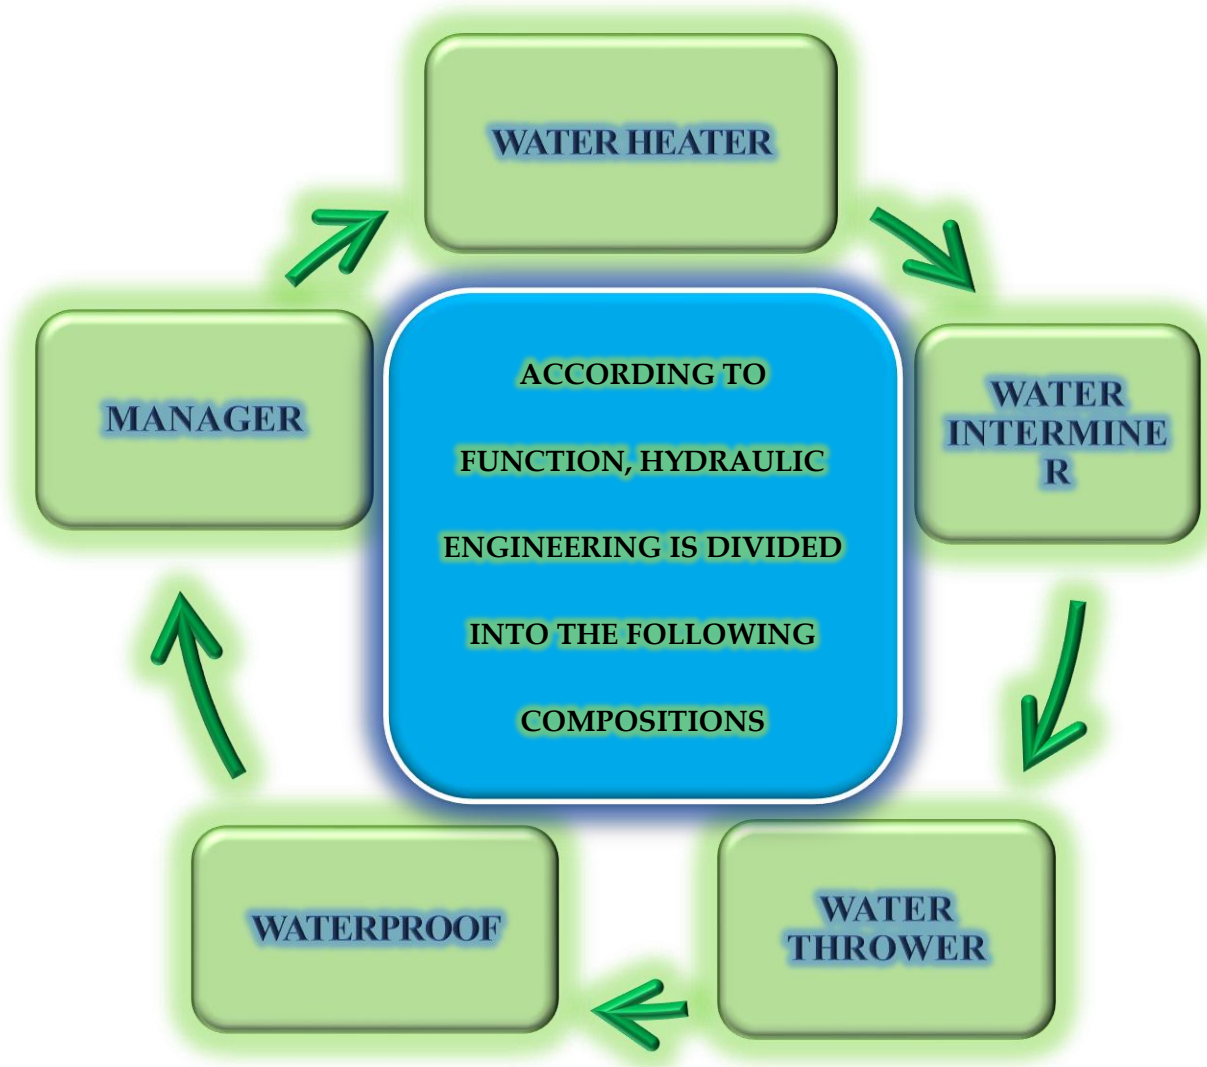 WATER HEATER
MANAGER
ACCORDING TO
FUNCTION, HYDRAULIC
ENGINEERING IS DIVIDED
INTO THE FOLLOWING
COMPOSITIONS
WATER
INTERMINE
R
WATERPROOF
WATER
THROWER